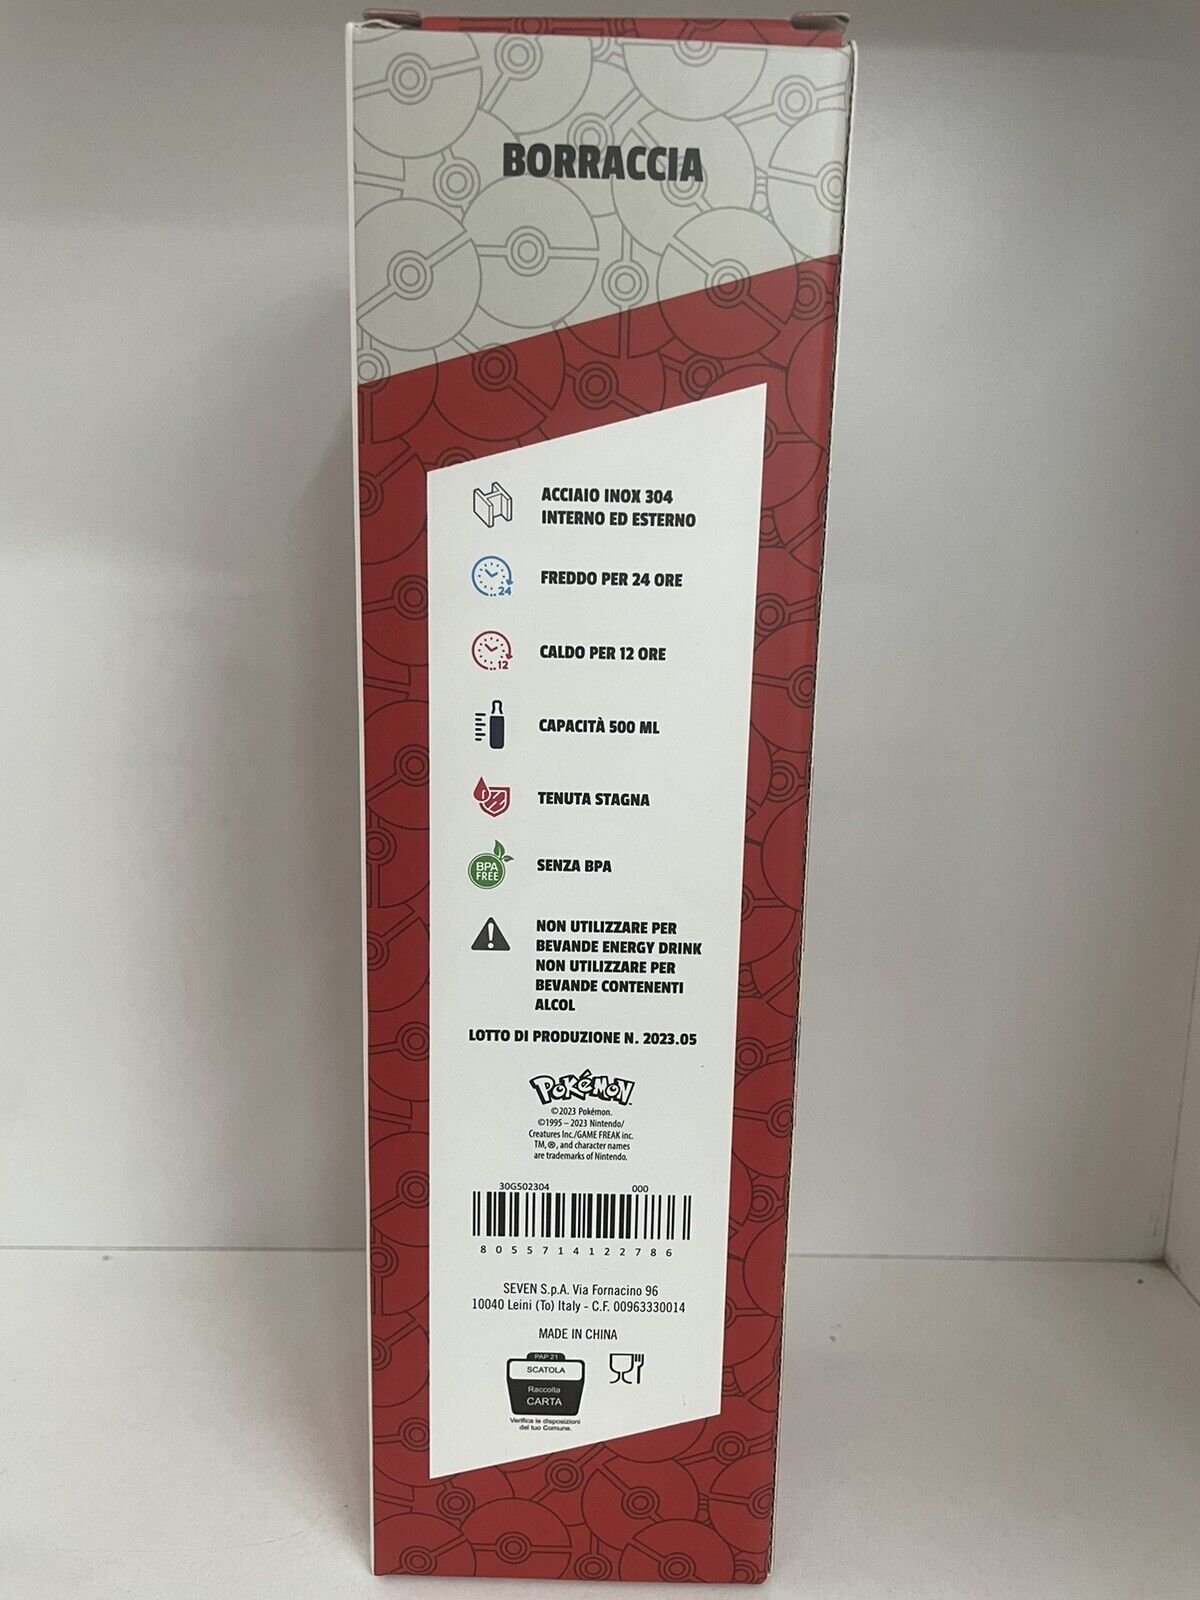 BORRACCIA
ACCIAIO INOX 304
INTERNO ED ESTERNO
24
FREDDO PER 24 ORE
12
CALDO PER 12 ORE
CAPACITÀ 500 ML
TENUTA STAGNA
BPA
FREE
SENZA BPA
NON UTILIZZARE PER
BEVANDE ENERGY DRINK
NON UTILIZZARE PER
BEVANDE CONTENENTI
ALCOL
LOTTO DI PRODUZIONE N. 2023.05
POKéMON
©2023 Pokémon.
©1995 – 2023 Nintendo/
Creatures Inc./GAME FREAK inc.
TM, ®, and character names
are trademarks of Nintendo.
30G502304 000
8055714122786
SEVEN S.p.A. Via Fornacino 96
10040 Leini (To) Italy - C.F. 00963330014
MADE IN CHINA
PAP 21
SCATOLA
Raccolta
CARTA
Verifica le disposizioni
del tuo Comune.